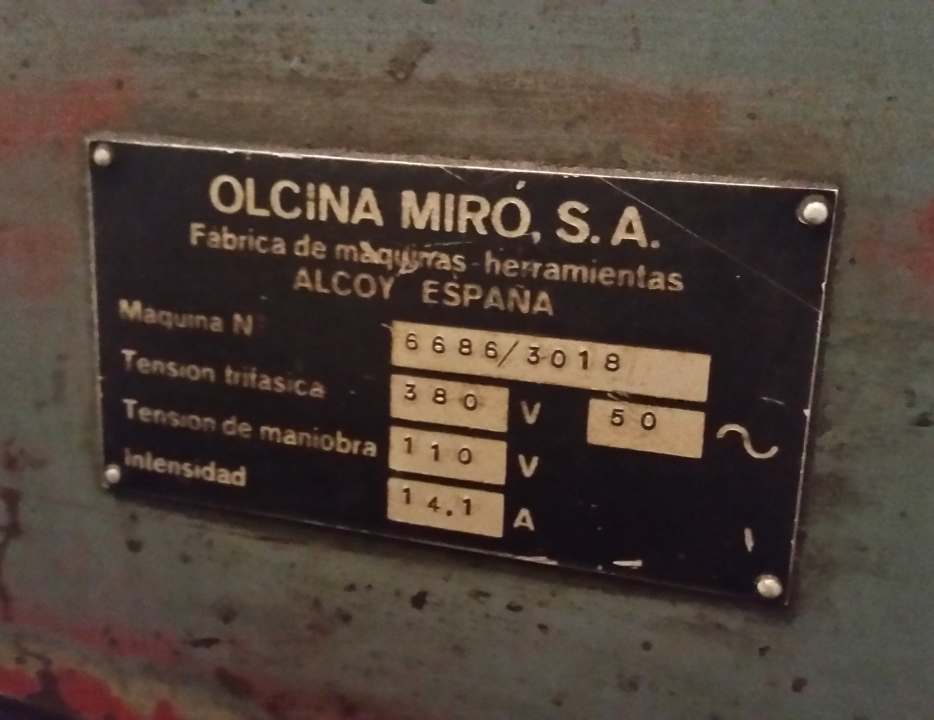 OLCINA MIRÓ, S. A.
Fabrica de maquinas-herramientas
ALCOY ESPAÑA
Maquina Nº 6686/3018
Tension trifasica 380 V 50 ~
Tension de maniobra 110 V
Intensidad 14.1 A